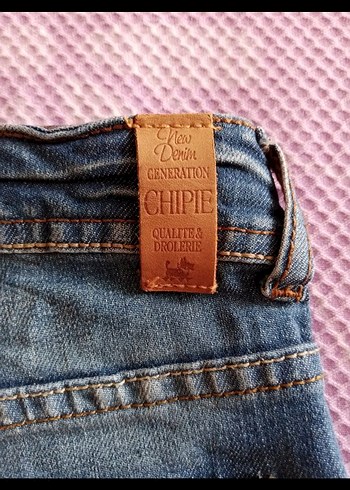 New
Denim
GENERATION
CHIPIE
QUALITE &
DROLERIE